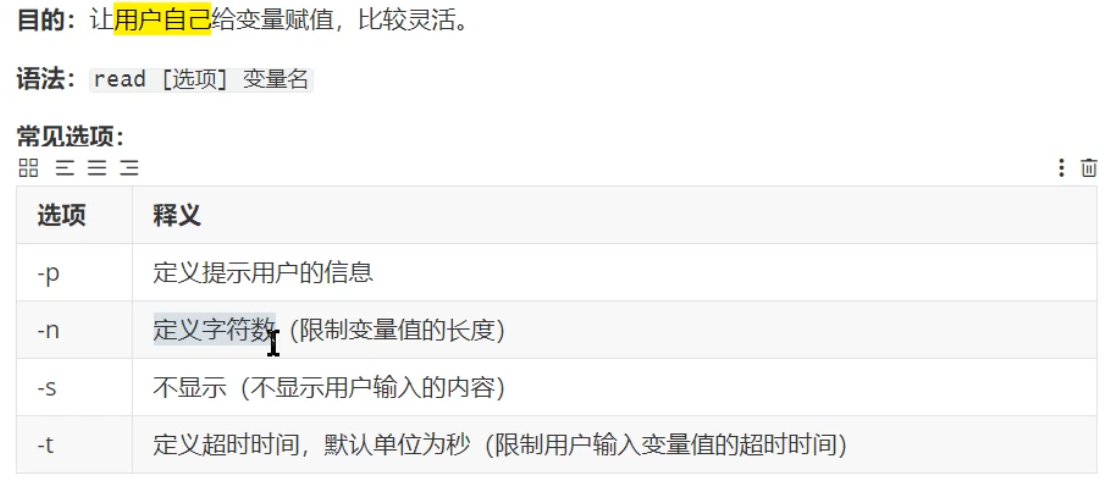 目的：让用户自己给变量赋值，比较灵活。
语法：read [选项] 变量名
常见选项：
选项 释义
-p 定义提示用户的信息
-n 定义字符数（限制变量值的长度）
-s 不显示（不显示用户输入的内容）
-t 定义超时时间，默认单位为秒（限制用户输入变量值的超时时间）